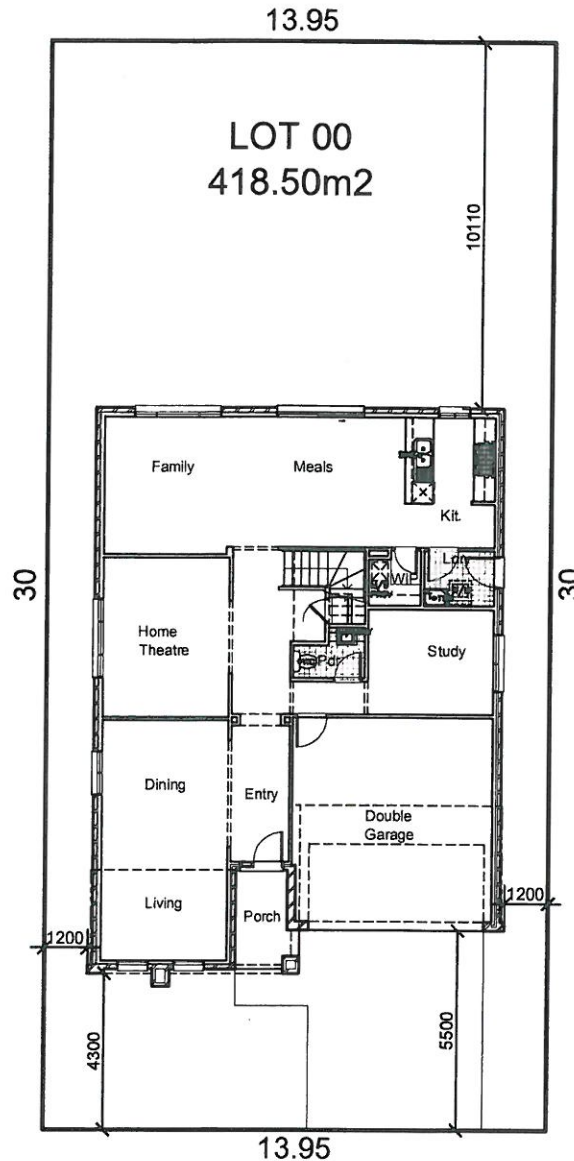 13.95
LOT 00
418.50m2
10110
Family
Meals
Kit.
30
30
WiP
Ldry
Home
Theatre
Study
Pdr
Dining
Entry
Double
Garage
Living
Porch
1200
1200
4300
5500
13.95